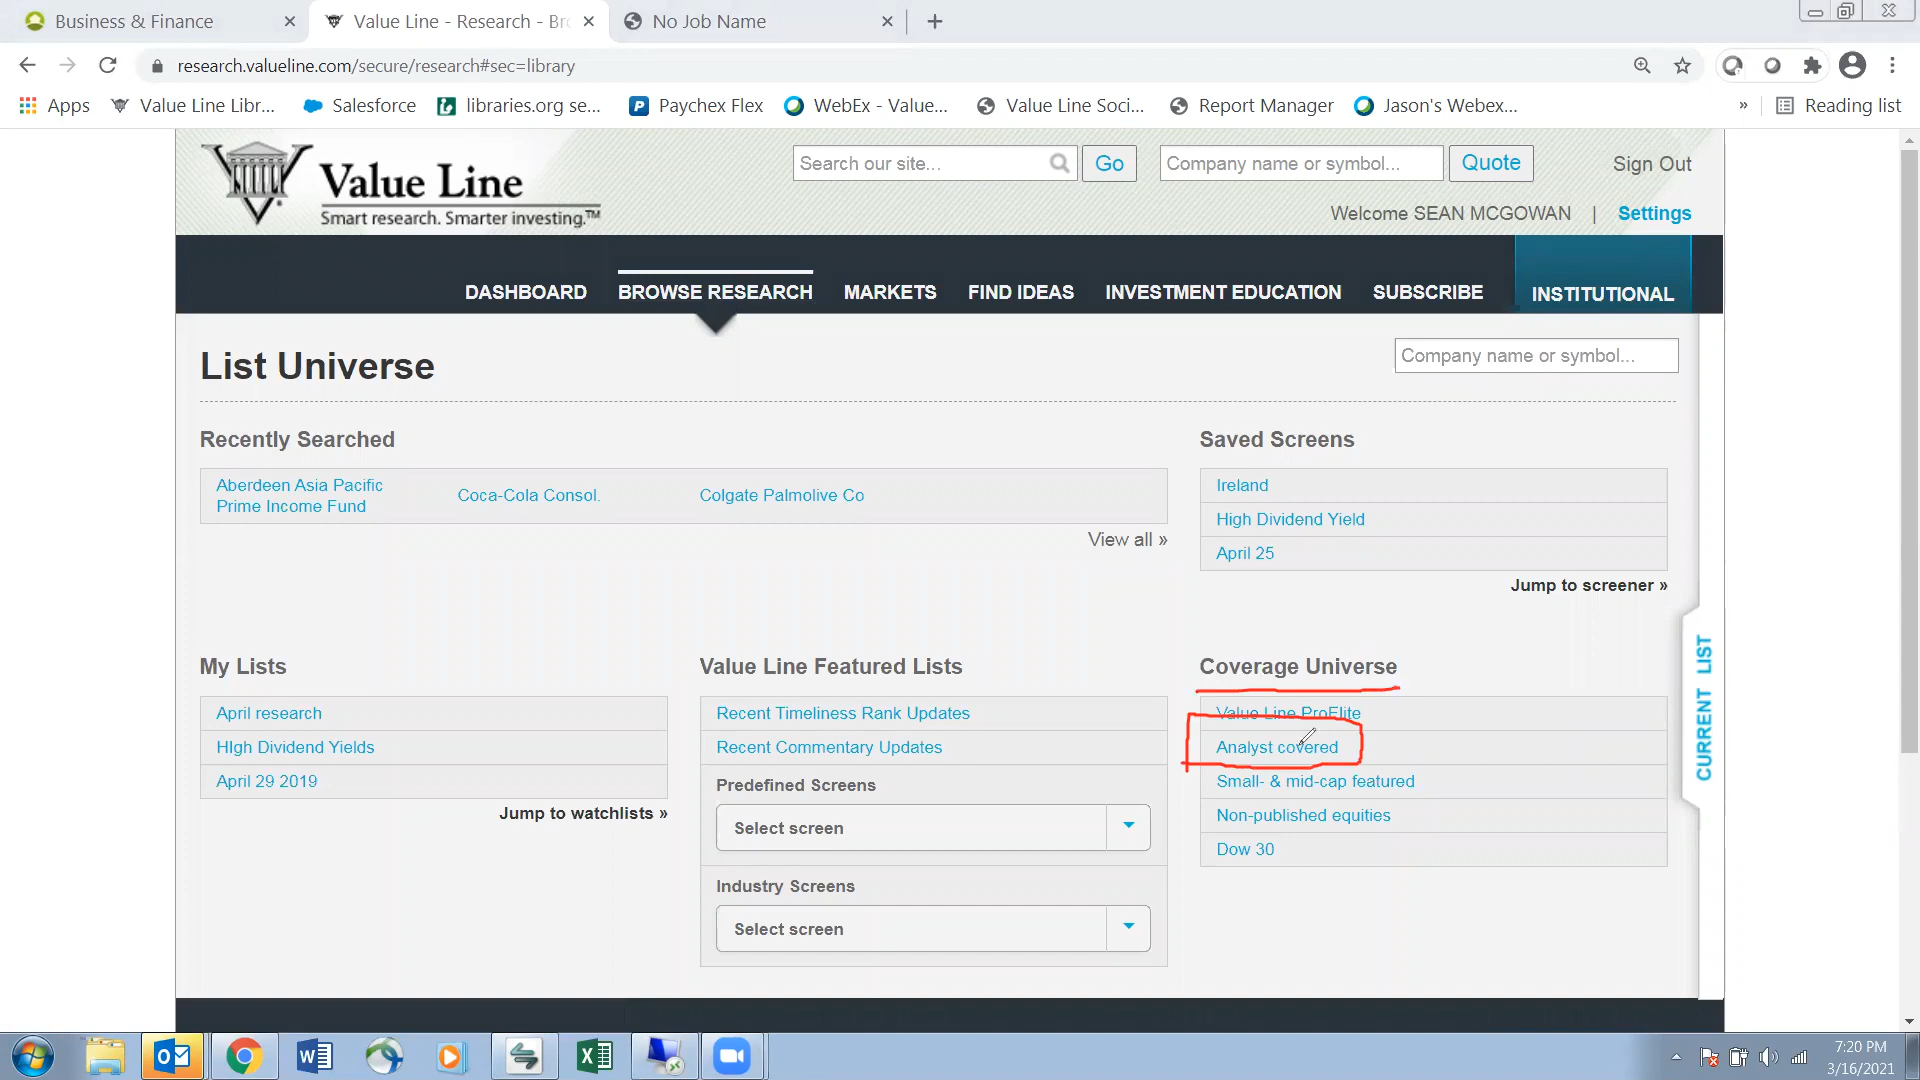 Business & Finance
Value Line - Research - Br
No Job Name
research.valueline.com/secure/research#sec=library
Apps
Value Line Libr...
Salesforce
libraries.org se...
Paychex Flex
WebEx - Value...
Value Line Soci...
Report Manager
Jason's Webex...
»
Reading list
Value Line
Smart research. Smarter investing.™
Search our site...
Go
Company name or symbol...
Quote
Sign Out
Welcome SEAN MCGOWAN | Settings
DASHBOARD
BROWSE RESEARCH
MARKETS
FIND IDEAS
INVESTMENT EDUCATION
SUBSCRIBE
INSTITUTIONAL
List Universe
Company name or symbol...
Recently Searched
Aberdeen Asia Pacific
Prime Income Fund
Coca-Cola Consol.
Colgate Palmolive Co
View all »
Saved Screens
Ireland
High Dividend Yield
April 25
Jump to screener »
My Lists
April research
HIgh Dividend Yields
April 29 2019
Jump to watchlists »
Value Line Featured Lists
Recent Timeliness Rank Updates
Recent Commentary Updates
Predefined Screens
Select screen
Industry Screens
Select screen
Coverage Universe
Value Line ProElite
Analyst covered
Small- & mid-cap featured
Non-published equities
Dow 30
CURRENT LIST
7:20 PM
3/16/2021